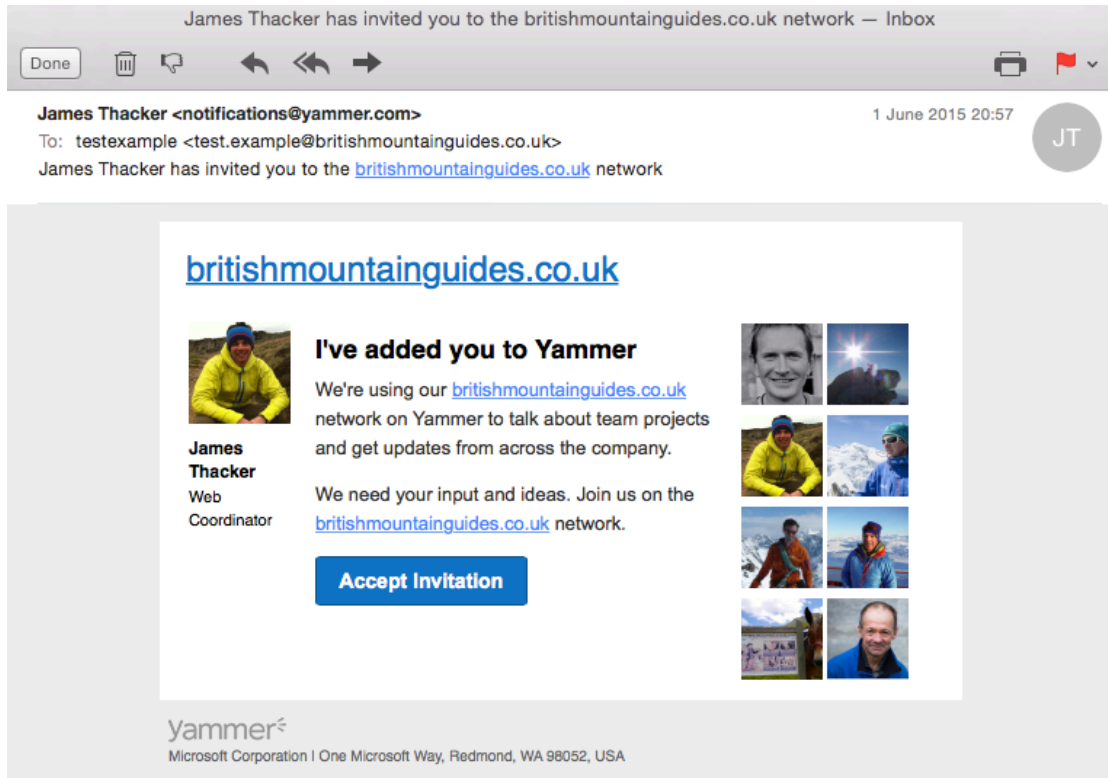 James Thacker has invited you to the britishmountainguides.co.uk network — Inbox
Done
James Thacker <notifications@yammer.com>
1 June 2015 20:57
JT
To: testexample <test.example@britishmountainguides.co.uk>
James Thacker has invited you to the britishmountainguides.co.uk network
britishmountainguides.co.uk
I've added you to Yammer
We're using our britishmountainguides.co.uk
network on Yammer to talk about team projects
and get updates from across the company.
James
Thacker
Web
Coordinator
We need your input and ideas. Join us on the
britishmountainguides.co.uk network.
Accept Invitation
yammer
Microsoft Corporation | One Microsoft Way, Redmond, WA 98052, USA